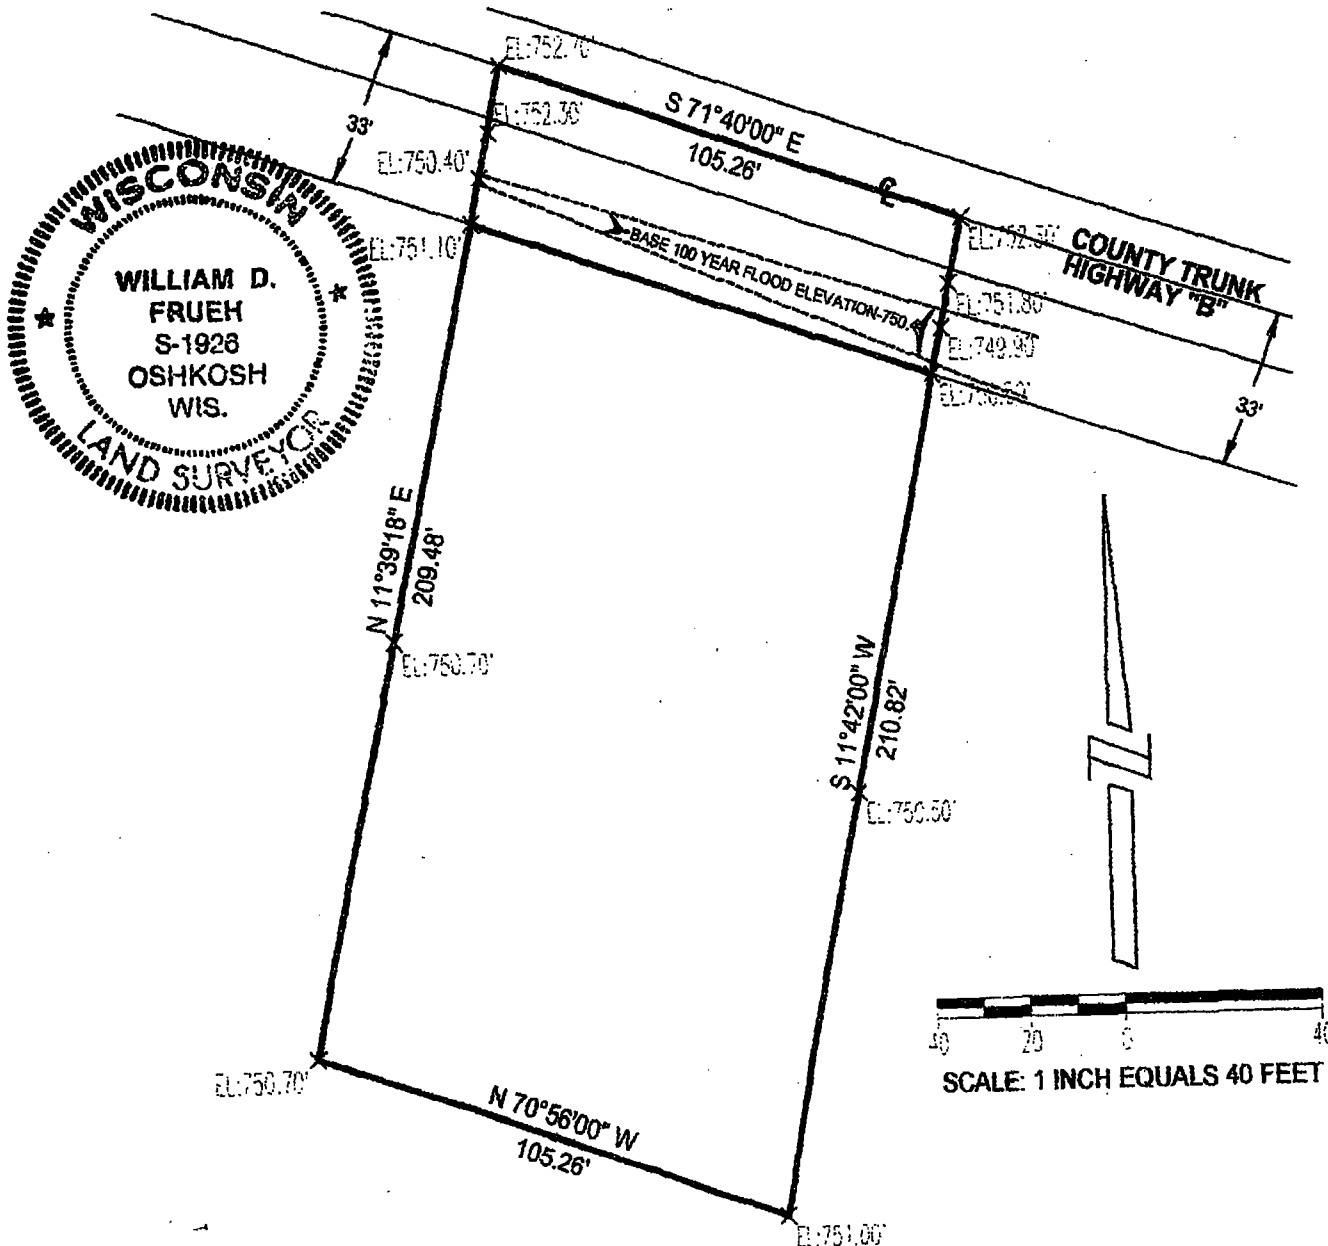 EL:752.70'
S 71°40'00" E
105.26'
EL:752.30'
33'
EL:750.40'
EL:751.10'
℄
EL:752.30'
COUNTY TRUNK
HIGHWAY "B"
BASE 100 YEAR FLOOD ELEVATION-750.4'
EL:751.80'
EL:749.90'
33'
WISCONSIN
WILLIAM D.
FRUEH
S-1928
OSHKOSH
WIS.
LAND SURVEYOR
N 11°39'18" E
209.48'
EL:750.70'
S 11°42'00" W
210.82'
EL:750.50'
EL:750.70'
N 70°56'00" W
105.26'
EL:751.00'
40 20 0 40
SCALE: 1 INCH EQUALS 40 FEET